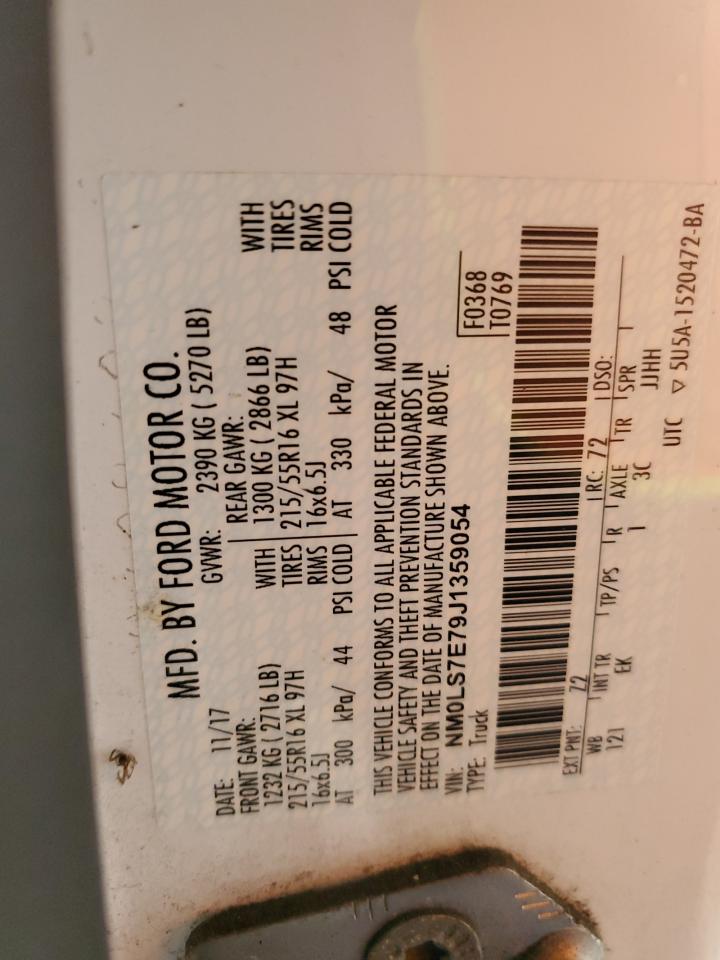 MFD. BY FORD MOTOR CO.
DATE: 11/17 GVWR: 2390 KG ( 5270 LB)
FRONT GAWR: REAR GAWR:
1232 KG ( 2716 LB) WITH 1300 KG ( 2866 LB) WITH
215/55R16 XL 97H TIRES 215/55R16 XL 97H TIRES
16x6.5J RIMS 16x6.5J RIMS
AT 300 kPa/ 44 PSI COLD AT 330 kPa/ 48 PSI COLD
THIS VEHICLE CONFORMS TO ALL APPLICABLE FEDERAL MOTOR
VEHICLE SAFETY AND THEFT PREVENTION STANDARDS IN
EFFECT ON THE DATE OF MANUFACTURE SHOWN ABOVE.
VIN: NM0LS7E79J1359054 F0368
TYPE: Truck T0769
EXT PNT: 72 RC: 72 DSO:
WB INT TR TP/PS R AXLE TR SPR
121 EK 1 3C JJHH
UTC ▽ 5U5A-1520472-BA